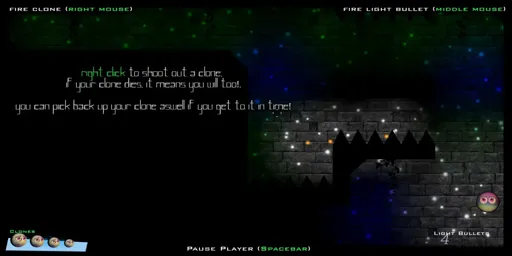 FIRE CLONE (RIGHT MOUSE)
FIRE LIGHT BULLET (MIDDLE MOUSE)
right click to shoot out a clone,
if your clone dies, it means you will too!.
you can pick back up your clone aswell if you get to it in time!
CLONES
LIGHT BULLETS
4
PAUSE PLAYER (SPACEBAR)